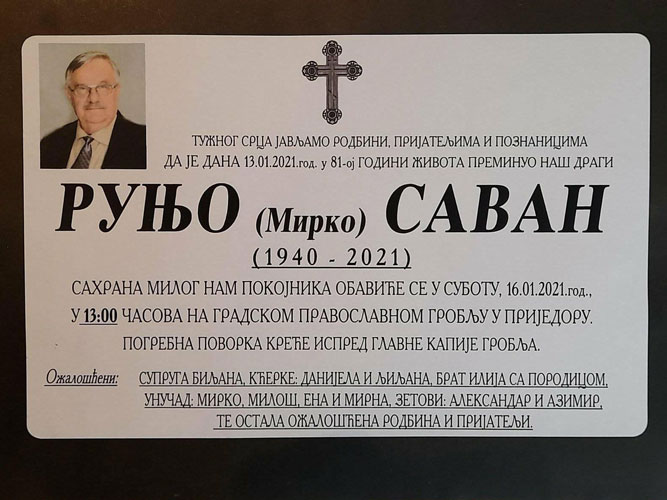 ТУЖНОГ СРЦА ЈАВЉАМО РОДБИНИ, ПРИЈАТЕЉИМА И ПОЗНАНИЦИМА
ДА ЈЕ ДАНА 13.01.2021.год. у 81-ој ГОДИНИ ЖИВОТА ПРЕМИНУО НАШ ДРАГИ
РУЊО (Мирко) САВАН
(1940 - 2021)
САХРАНА МИЛОГ НАМ ПОКОЈНИКА ОБАВИЋЕ СЕ У СУБОТУ, 16.01.2021.год.,
У 13:00 ЧАСОВА НА ГРАДСКОМ ПРАВОСЛАВНОМ ГРОБЉУ У ПРИЈЕДОРУ.
ПОГРЕБНА ПОВОРКА КРЕЋЕ ИСПРЕД ГЛАВНЕ КАПИЈЕ ГРОБЉА.
Ожалошћени: СУПРУГА БИЉАНА, КЋЕРКЕ: ДАНИЈЕЛА И ЉИЉАНА, БРАТ ИЛИЈА СА ПОРОДИЦОМ,
УНУЧАД: МИРКО, МИЛОШ, ЕНА И МИРНА, ЗЕТОВИ: АЛЕКСАНДАР И АЗИМИР,
ТЕ ОСТАЛА ОЖАЛОШЋЕНА РОДБИНА И ПРИЈАТЕЉИ.